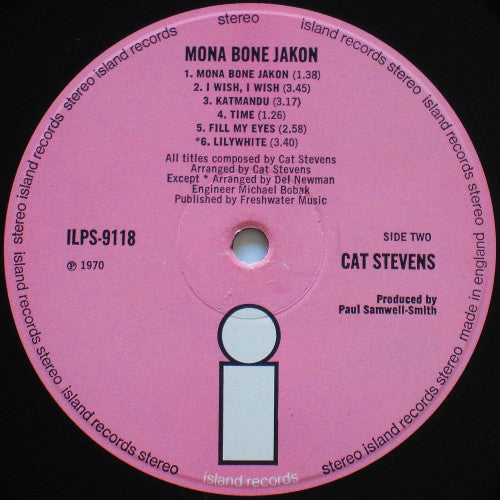 MONA BONE JAKON
1. MONA BONE JAKON (1.38)
2. I WISH, I WISH (3.45)
3. KATMANDU (3.17)
4. TIME (1.26)
5. FILL MY EYES (2.58)
*6. LILYWHITE (3.40)
All titles composed by Cat Stevens
Arranged by Cat Stevens
Except * Arranged by Del Newman
Engineer Michael Bobak
Published by Freshwater Music
ILPS-9118
℗ 1970
SIDE TWO
CAT STEVENS
Produced by
Paul Samwell-Smith
i
island records
stereo island records stereo island records stereo island records stereo
stereo island records stereo island records made in england stereo island records stereo